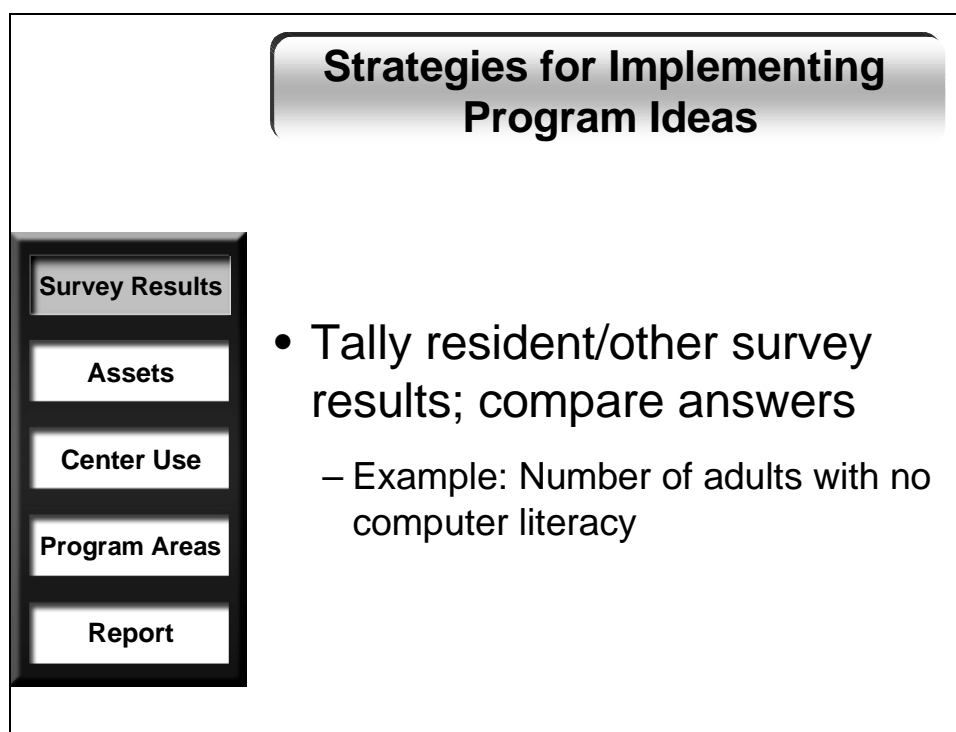 Strategies for Implementing
Program Ideas
Survey Results
Assets
Center Use
Program Areas
Report
• Tally resident/other survey
results; compare answers
– Example: Number of adults with no
computer literacy